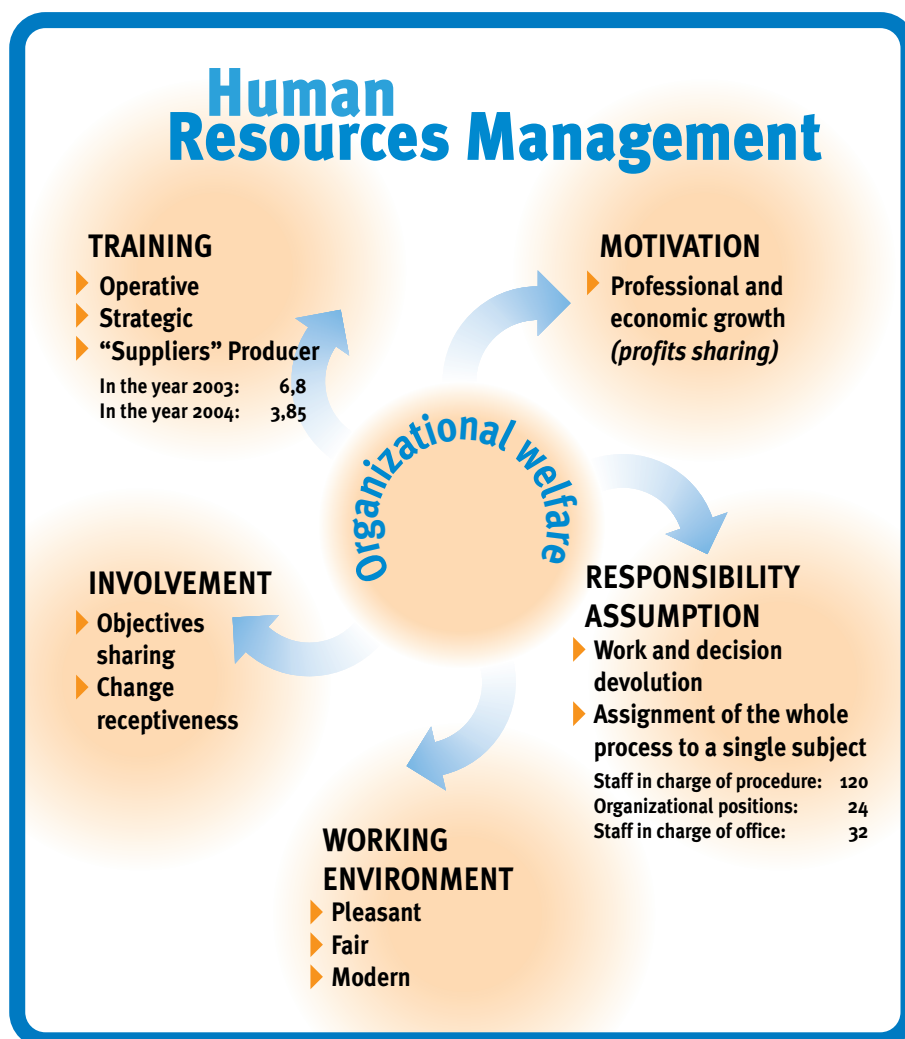 Human
Resources Management
TRAINING
Operative
Strategic
“Suppliers” Producer
In the year 2003: 6,8
In the year 2004: 3,85
MOTIVATION
Professional and
economic growth
(profits sharing)
Organizational welfare
INVOLVEMENT
Objectives
sharing
Change
receptiveness
RESPONSIBILITY
ASSUMPTION
Work and decision
devolution
Assignment of the whole
process to a single subject
Staff in charge of procedure: 120
Organizational positions: 24
Staff in charge of office: 32
WORKING
ENVIRONMENT
Pleasant
Fair
Modern